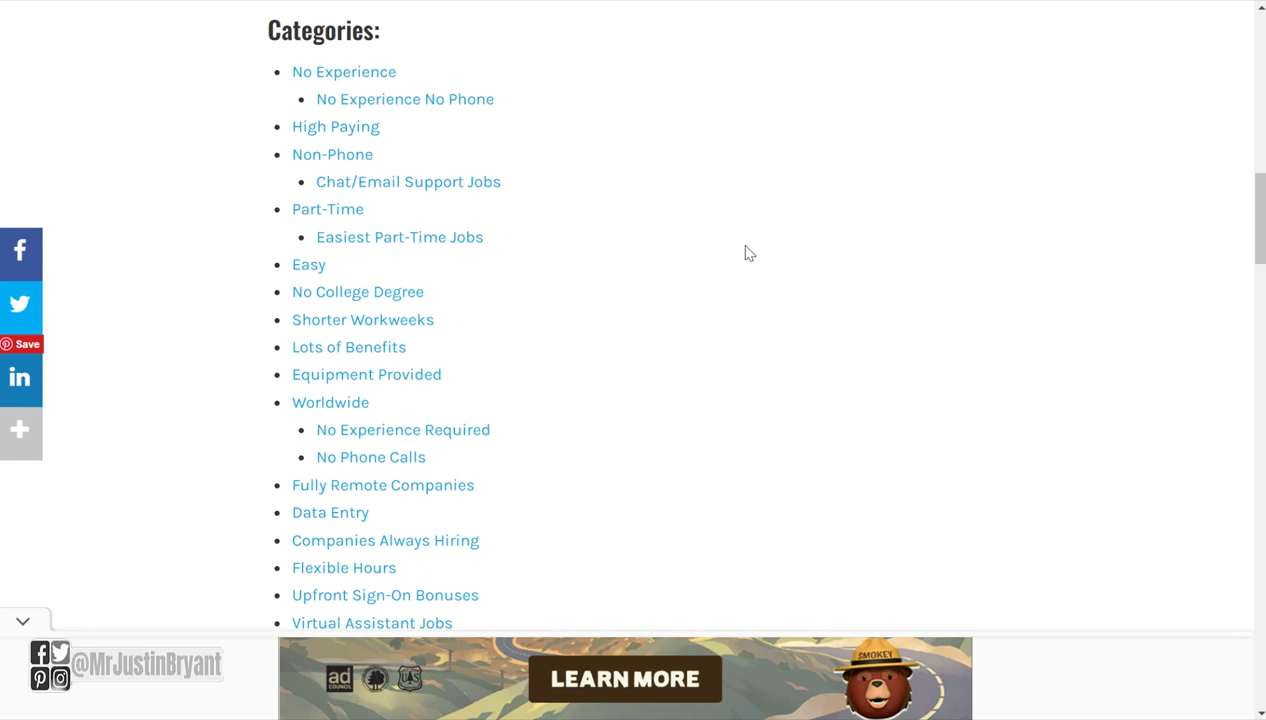 Categories:
No Experience
No Experience No Phone
High Paying
Non-Phone
Chat/Email Support Jobs
Part-Time
Easiest Part-Time Jobs
Easy
No College Degree
Shorter Workweeks
Lots of Benefits
Equipment Provided
Worldwide
No Experience Required
No Phone Calls
Fully Remote Companies
Data Entry
Companies Always Hiring
Flexible Hours
Upfront Sign-On Bonuses
Virtual Assistant Jobs
Save
@MrJustinBryant
ad COUNCIL
UAS
LEARN MORE
SMOKEY